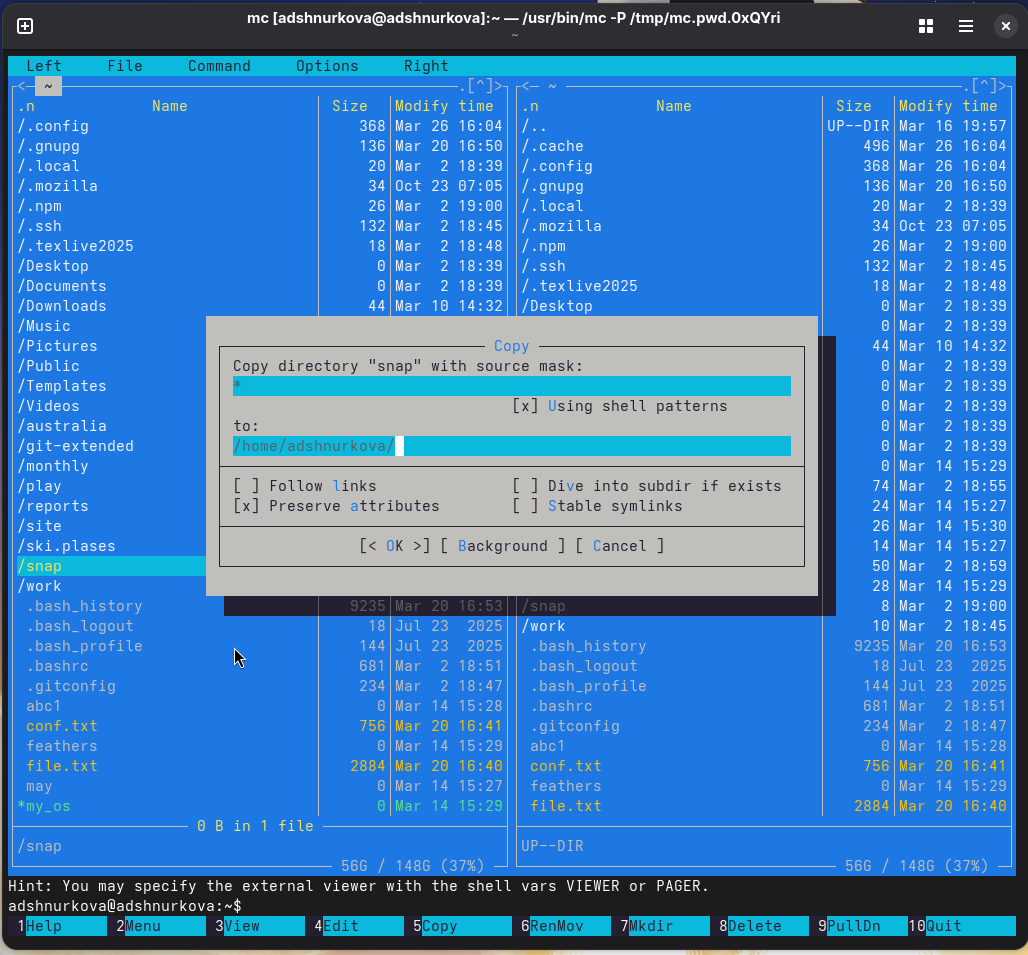 mc [adshnurkova@adshnurkova]:~ — /usr/bin/mc -P /tmp/mc.pwd.0xQYri
~
Left File Command Options Right
<— ~ .[^]> <— ~ .[^]>
.n Name Size Modify time .n Name Size Modify time
/.config 368 Mar 26 16:04 /.. UP--DIR Mar 16 19:57
/.gnupg 136 Mar 20 16:50 /.cache 496 Mar 26 16:04
/.local 20 Mar 2 18:39 /.config 368 Mar 26 16:04
/.mozilla 34 Oct 23 07:05 /.gnupg 136 Mar 20 16:50
/.npm 26 Mar 2 19:00 /.local 20 Mar 2 18:39
/.ssh 132 Mar 2 18:45 /.mozilla 34 Oct 23 07:05
/.texlive2025 18 Mar 2 18:48 /.npm 26 Mar 2 19:00
/Desktop 0 Mar 2 18:39 /.ssh 132 Mar 2 18:45
/Documents 0 Mar 2 18:39 /.texlive2025 18 Mar 2 18:48
/Downloads 44 Mar 10 14:32 /Desktop 0 Mar 2 18:39
/Music 0 Mar 2 18:39
/Pictures Copy 44 Mar 10 14:32
/Public Copy directory "snap" with source mask: 0 Mar 2 18:39
/Templates * 0 Mar 2 18:39
/Videos [x] Using shell patterns 0 Mar 2 18:39
/australia to: 0 Mar 2 18:39
/git-extended /home/adshnurkova/ 0 Mar 2 18:39
/monthly 0 Mar 14 15:29
/play [ ] Follow links [ ] Dive into subdir if exists 74 Mar 2 18:55
/reports [x] Preserve attributes [ ] Stable symlinks 24 Mar 14 15:27
/site 26 Mar 14 15:30
/ski.plases [< OK >] [ Background ] [ Cancel ] 14 Mar 14 15:27
/snap 50 Mar 2 18:59
/work 28 Mar 14 15:29
.bash_history 9235 Mar 20 16:53 /snap 8 Mar 2 19:00
.bash_logout 18 Jul 23 2025 /work 10 Mar 2 18:45
.bash_profile 144 Jul 23 2025 .bash_history 9235 Mar 20 16:53
.bashrc 681 Mar 2 18:51 .bash_logout 18 Jul 23 2025
.gitconfig 234 Mar 2 18:47 .bash_profile 144 Jul 23 2025
abc1 0 Mar 14 15:28 .bashrc 681 Mar 2 18:51
conf.txt 756 Mar 20 16:41 .gitconfig 234 Mar 2 18:47
feathers 0 Mar 14 15:29 abc1 0 Mar 14 15:28
file.txt 2884 Mar 20 16:40 conf.txt 756 Mar 20 16:41
may 0 Mar 14 15:27 feathers 0 Mar 14 15:29
*my_os 0 Mar 14 15:29 file.txt 2884 Mar 20 16:40
0 B in 1 file
/snap UP--DIR
56G / 148G (37%) 56G / 148G (37%)
Hint: You may specify the external viewer with the shell vars VIEWER or PAGER.
adshnurkova@adshnurkova:~$
1Help 2Menu 3View 4Edit 5Copy 6RenMov 7Mkdir 8Delete 9PullDn 10Quit